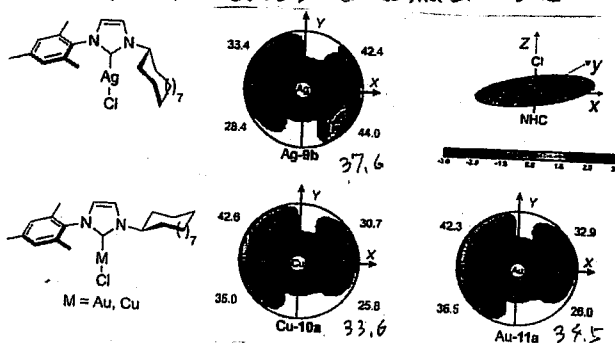 N N
Ag
Cl
7
33.4 Y 42.4
Ag X
28.4 44.0
Ag-9b 37,6
Z
Cl
y
X
NHC
N N
M
Cl
7
M = Au, Cu
42.6 Y 30.7
Cu X
35.0 25.8
Cu-10a 33,6
42.3 Y 32.9
Au X
36.5 26.0
Au-11a 34.5